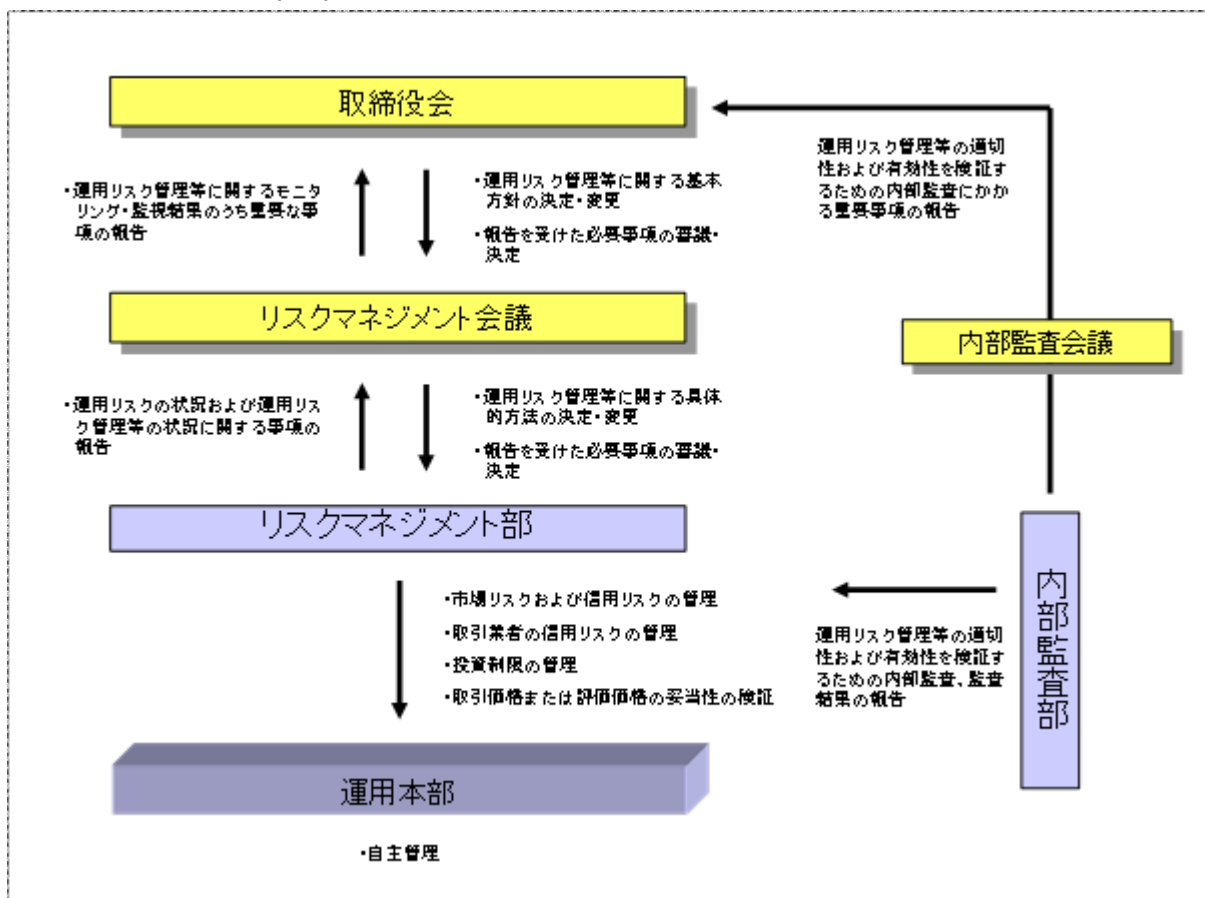 取締役会
・運用リスク管理等に関するモニ
タリング・監視結果のうち重要な事
項の報告
・運用リスク管理等に関する基本
方針の決定・変更
・報告を受けた必要事項の審議・
決定
運用リスク管理等の適切
性および有効性を検証す
るための内部監査にかか
る重要事項の報告
リスクマネジメント会議
内部監査会議
・運用リスクの状況および運用リス
ク管理等の状況に関する事項の
報告
・運用リスク管理等に関する具体
的方法の決定・変更
・報告を受けた必要事項の審議・
決定
リスクマネジメント部
・市場リスクおよび信用リスクの管理
・取引業者の信用リスクの管理
・投資制限の管理
・取引価格または評価価格の妥当性の検証
運用リスク管理等の適切
性および有効性を検証す
るための内部監査、監査
結果の報告
内部監査部
運用本部
・自主管理